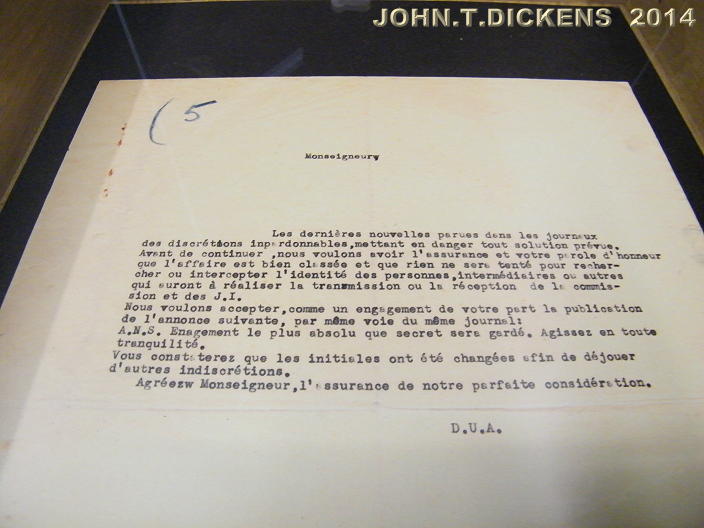 JOHN.T.DICKENS 2014
( 5
Monseigneurv
Les dernières nouvelles parues dans les journaux
des discrétions inpardonnables,mettant en danger tout solution prévue.
Avant de continuer ,nous voulons avoir l'assurance et votre parole d'honneur
que l'affaire est bien classée et que rien ne sera tenté pour recher-
cher ou intercepter l'identité des personnes,intermédiaires ou autres
qui auront à réaliser la transmission ou la réception de la commis-
sion et des J.I.
Nous voulons accepter,comme un engagement de votre part la publication
de l'annonce suivante, par même voie du même journal:
A.N.S. Enagement le plus absolu que secret sera gardé. Agissez en toute
tranquilité.
Vous constaterez que les initiales ont été changées afin de déjouer
d'autres indiscrétions.
Agréezw Monseigneur,l'assurance de notre parfaite considération.
D.U.A.